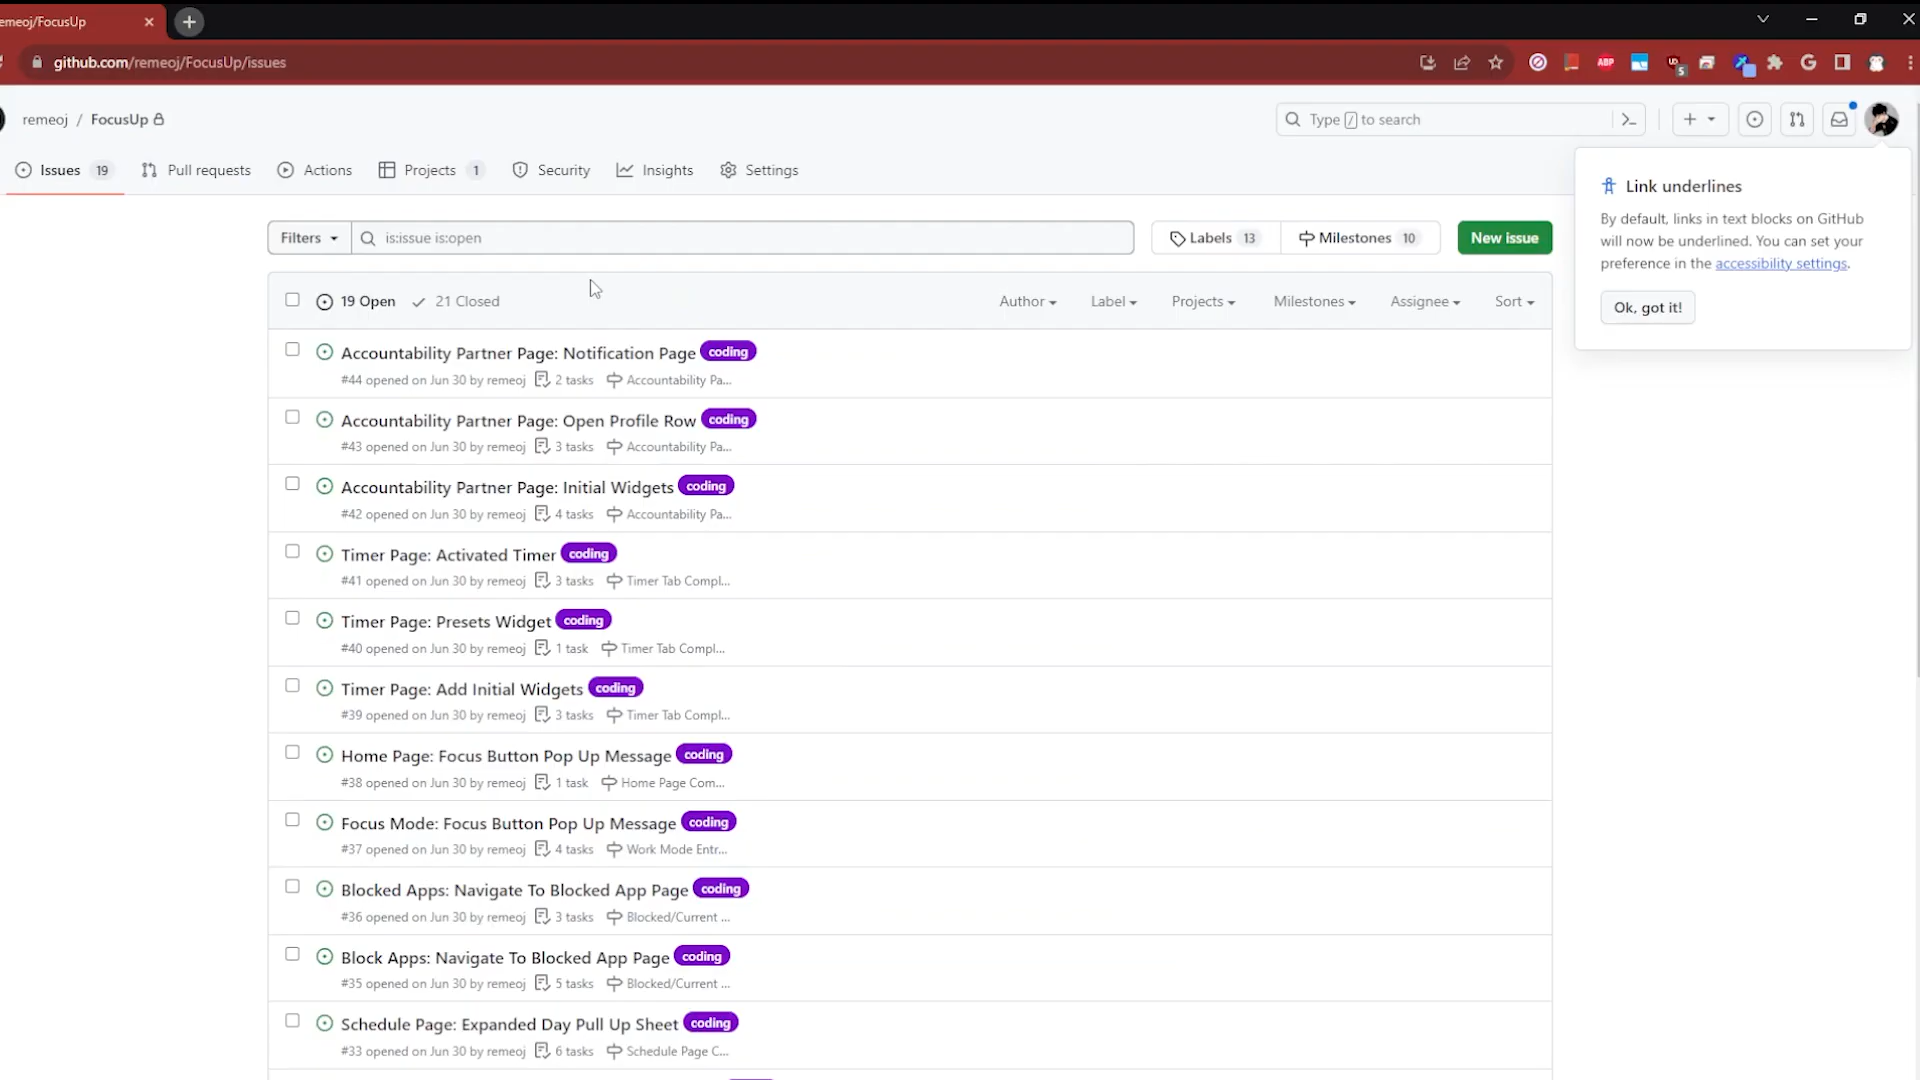 emeoj/FocusUp
github.com/remeoj/FocusUp/issues
ABP
5
remeoj / FocusUp
Type / to search
Issues 19 Pull requests Actions Projects 1 Security Insights Settings
Link underlines
By default, links in text blocks on GitHub
will now be underlined. You can set your
preference in the accessibility settings.
Ok, got it!
Filters is:issue is:open Labels 13 Milestones 10 New issue
19 Open 21 Closed Author Label Projects Milestones Assignee Sort
Accountability Partner Page: Notification Page coding
#44 opened on Jun 30 by remeoj 2 tasks Accountability Pa...
Accountability Partner Page: Open Profile Row coding
#43 opened on Jun 30 by remeoj 3 tasks Accountability Pa...
Accountability Partner Page: Initial Widgets coding
#42 opened on Jun 30 by remeoj 4 tasks Accountability Pa...
Timer Page: Activated Timer coding
#41 opened on Jun 30 by remeoj 3 tasks Timer Tab Compl...
Timer Page: Presets Widget coding
#40 opened on Jun 30 by remeoj 1 task Timer Tab Compl...
Timer Page: Add Initial Widgets coding
#39 opened on Jun 30 by remeoj 3 tasks Timer Tab Compl...
Home Page: Focus Button Pop Up Message coding
#38 opened on Jun 30 by remeoj 1 task Home Page Com...
Focus Mode: Focus Button Pop Up Message coding
#37 opened on Jun 30 by remeoj 4 tasks Work Mode Entr...
Blocked Apps: Navigate To Blocked App Page coding
#36 opened on Jun 30 by remeoj 3 tasks Blocked/Current ...
Block Apps: Navigate To Blocked App Page coding
#35 opened on Jun 30 by remeoj 5 tasks Blocked/Current ...
Schedule Page: Expanded Day Pull Up Sheet coding
#33 opened on Jun 30 by remeoj 6 tasks Schedule Page C...